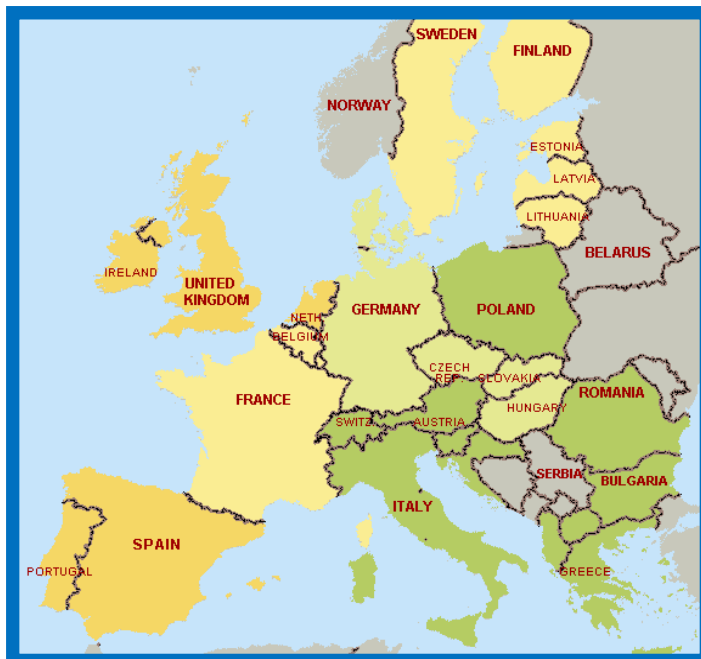 SWEDEN
FINLAND
NORWAY
ESTONIA
LATVIA
LITHUANIA
BELARUS
IRELAND
UNITED
KINGDOM
NETH
GERMANY
POLAND
BELGIUM
CZECH
REP
SLOVAKIA
FRANCE
ROMANIA
HUNGARY
SWITZ.
AUSTRIA
SERBIA
BULGARIA
ITALY
SPAIN
PORTUGAL
GREECE